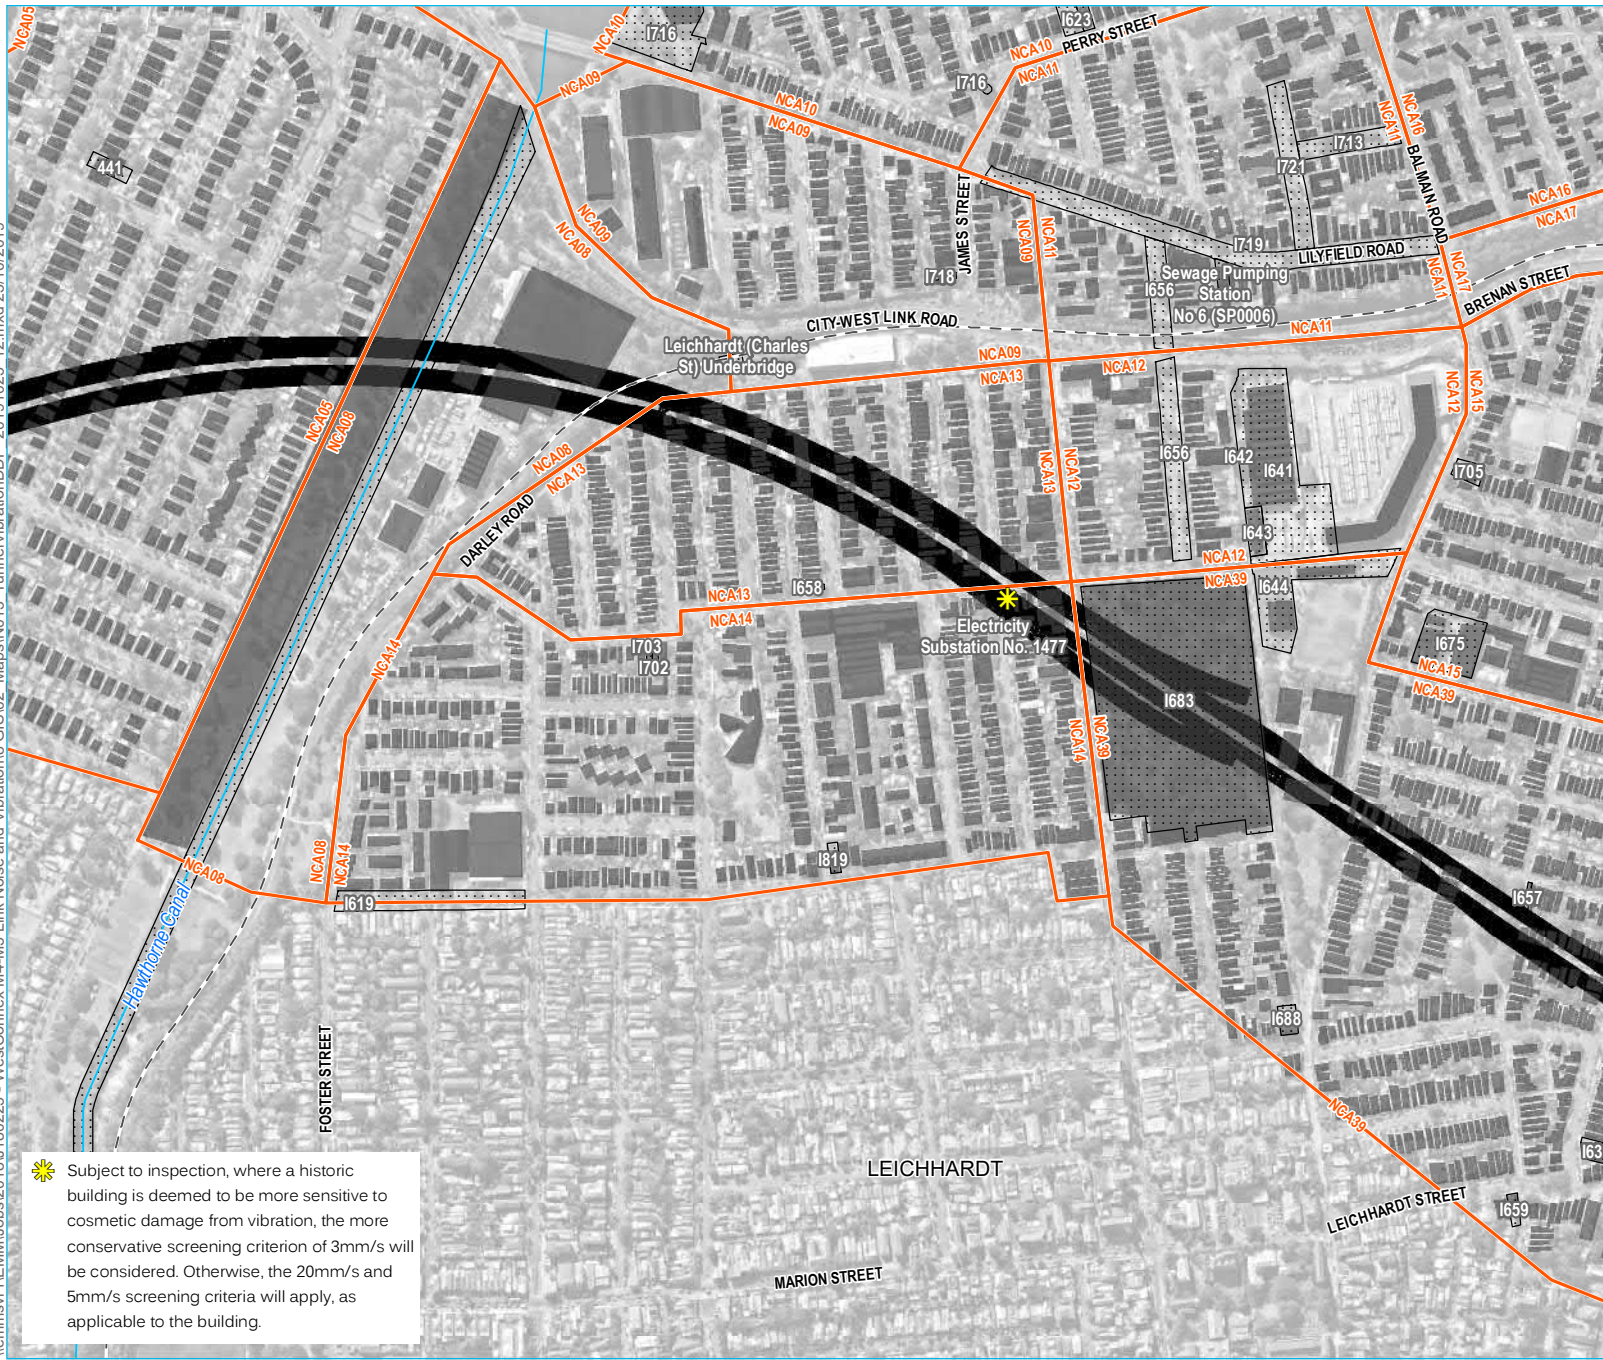 NCA05
NCA10
I716
I623
PERRY STREET
NCA10
NCA11
NCA09
I716
NCA10
NCA09
NCA16
NCA11
BALMAIN ROAD
I713
I721
441
NCA16
NCA17
JAMES STREET
NCA09
NCA08
NCA11
NCA09
I719
LILYFIELD ROAD
NCA17
NCA11
I718
I656
Sewage Pumping
Station
No 6 (SP0006)
BRENAN STREET
CITY-WEST LINK ROAD
NCA11
Leichhardt (Charles
St) Underbridge
NCA09
NCA13
NCA12
NCA05
NCA08
NCA15
NCA12
NCA08
NCA13
NCA12
NCA13
I656
I642
I641
I705
DARLEY ROAD
I643
NCA12
NCA39
I644
I658
NCA13
NCA14
Electricity
Substation No. 1477
I703
I702
NCA14
I675
NCA15
NCA39
I683
NCA39
NCA14
NCA08
NCA14
NCA08
I819
I619
I657
Hawthorne Canal
I688
FOSTER STREET
NCA39
I63
LEICHHARDT
LEICHHARDT STREET
I659
MARION STREET
Subject to inspection, where a historic
building is deemed to be more sensitive to
cosmetic damage from vibration, the more
conservative screening criterion of 3mm/s will
be considered. Otherwise, the 20mm/s and
5mm/s screening criteria will apply, as
applicable to the building.